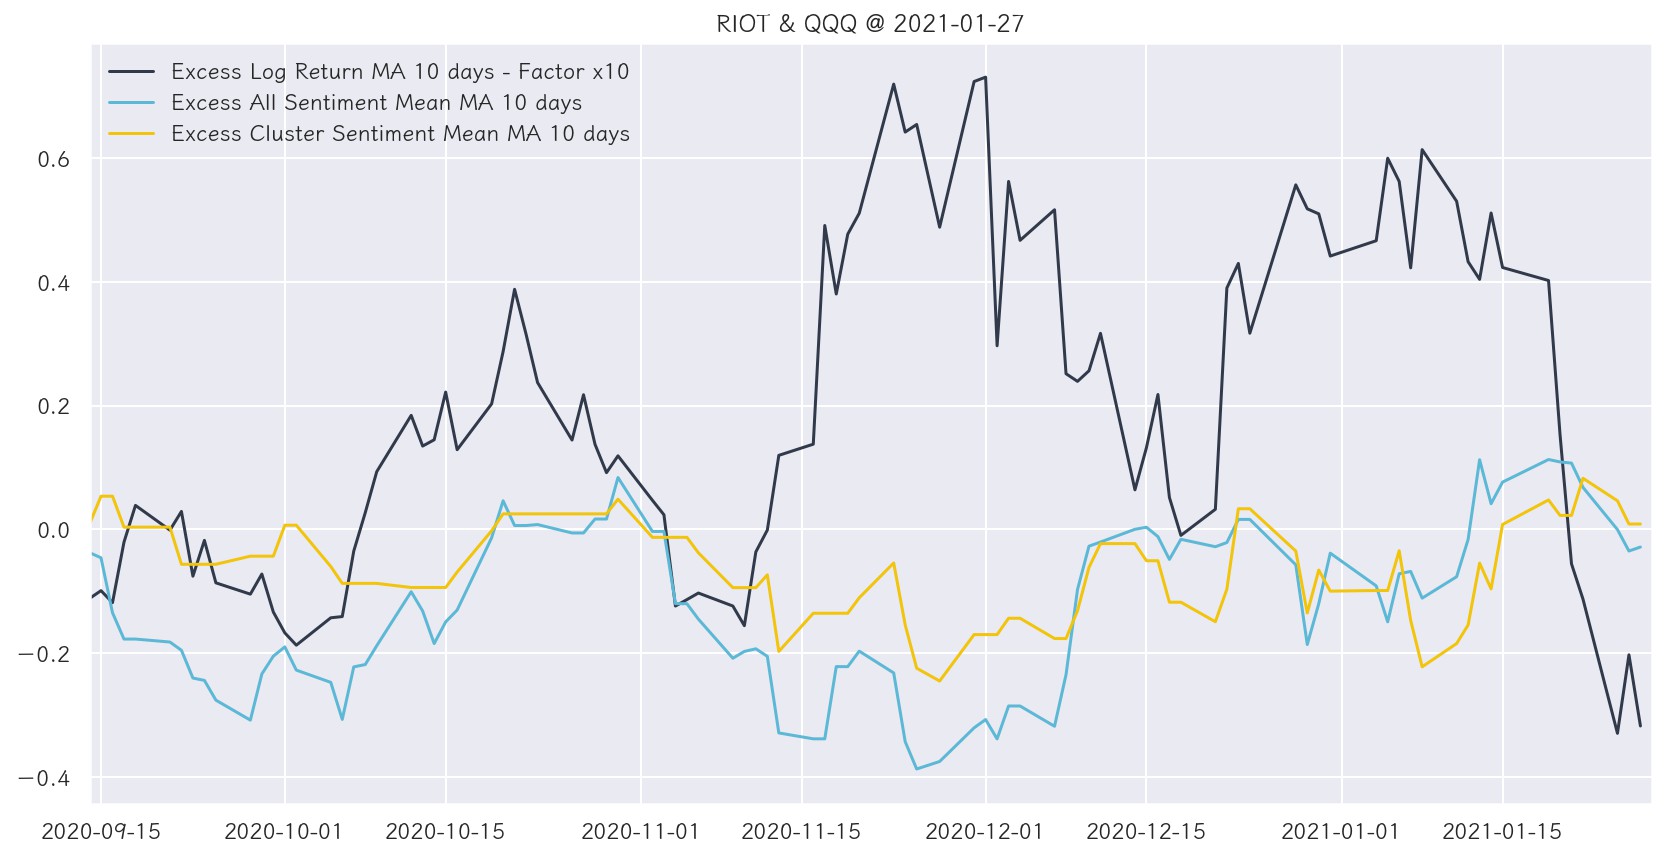 RIOT & QQQ @ 2021-01-27
Excess Log Return MA 10 days - Factor x10
Excess All Sentiment Mean MA 10 days
Excess Cluster Sentiment Mean MA 10 days
0.6
0.4
0.2
0.0
−0.2
−0.4
2020-09-15 2020-10-01 2020-10-15 2020-11-01 2020-11-15 2020-12-01 2020-12-15 2021-01-01 2021-01-15